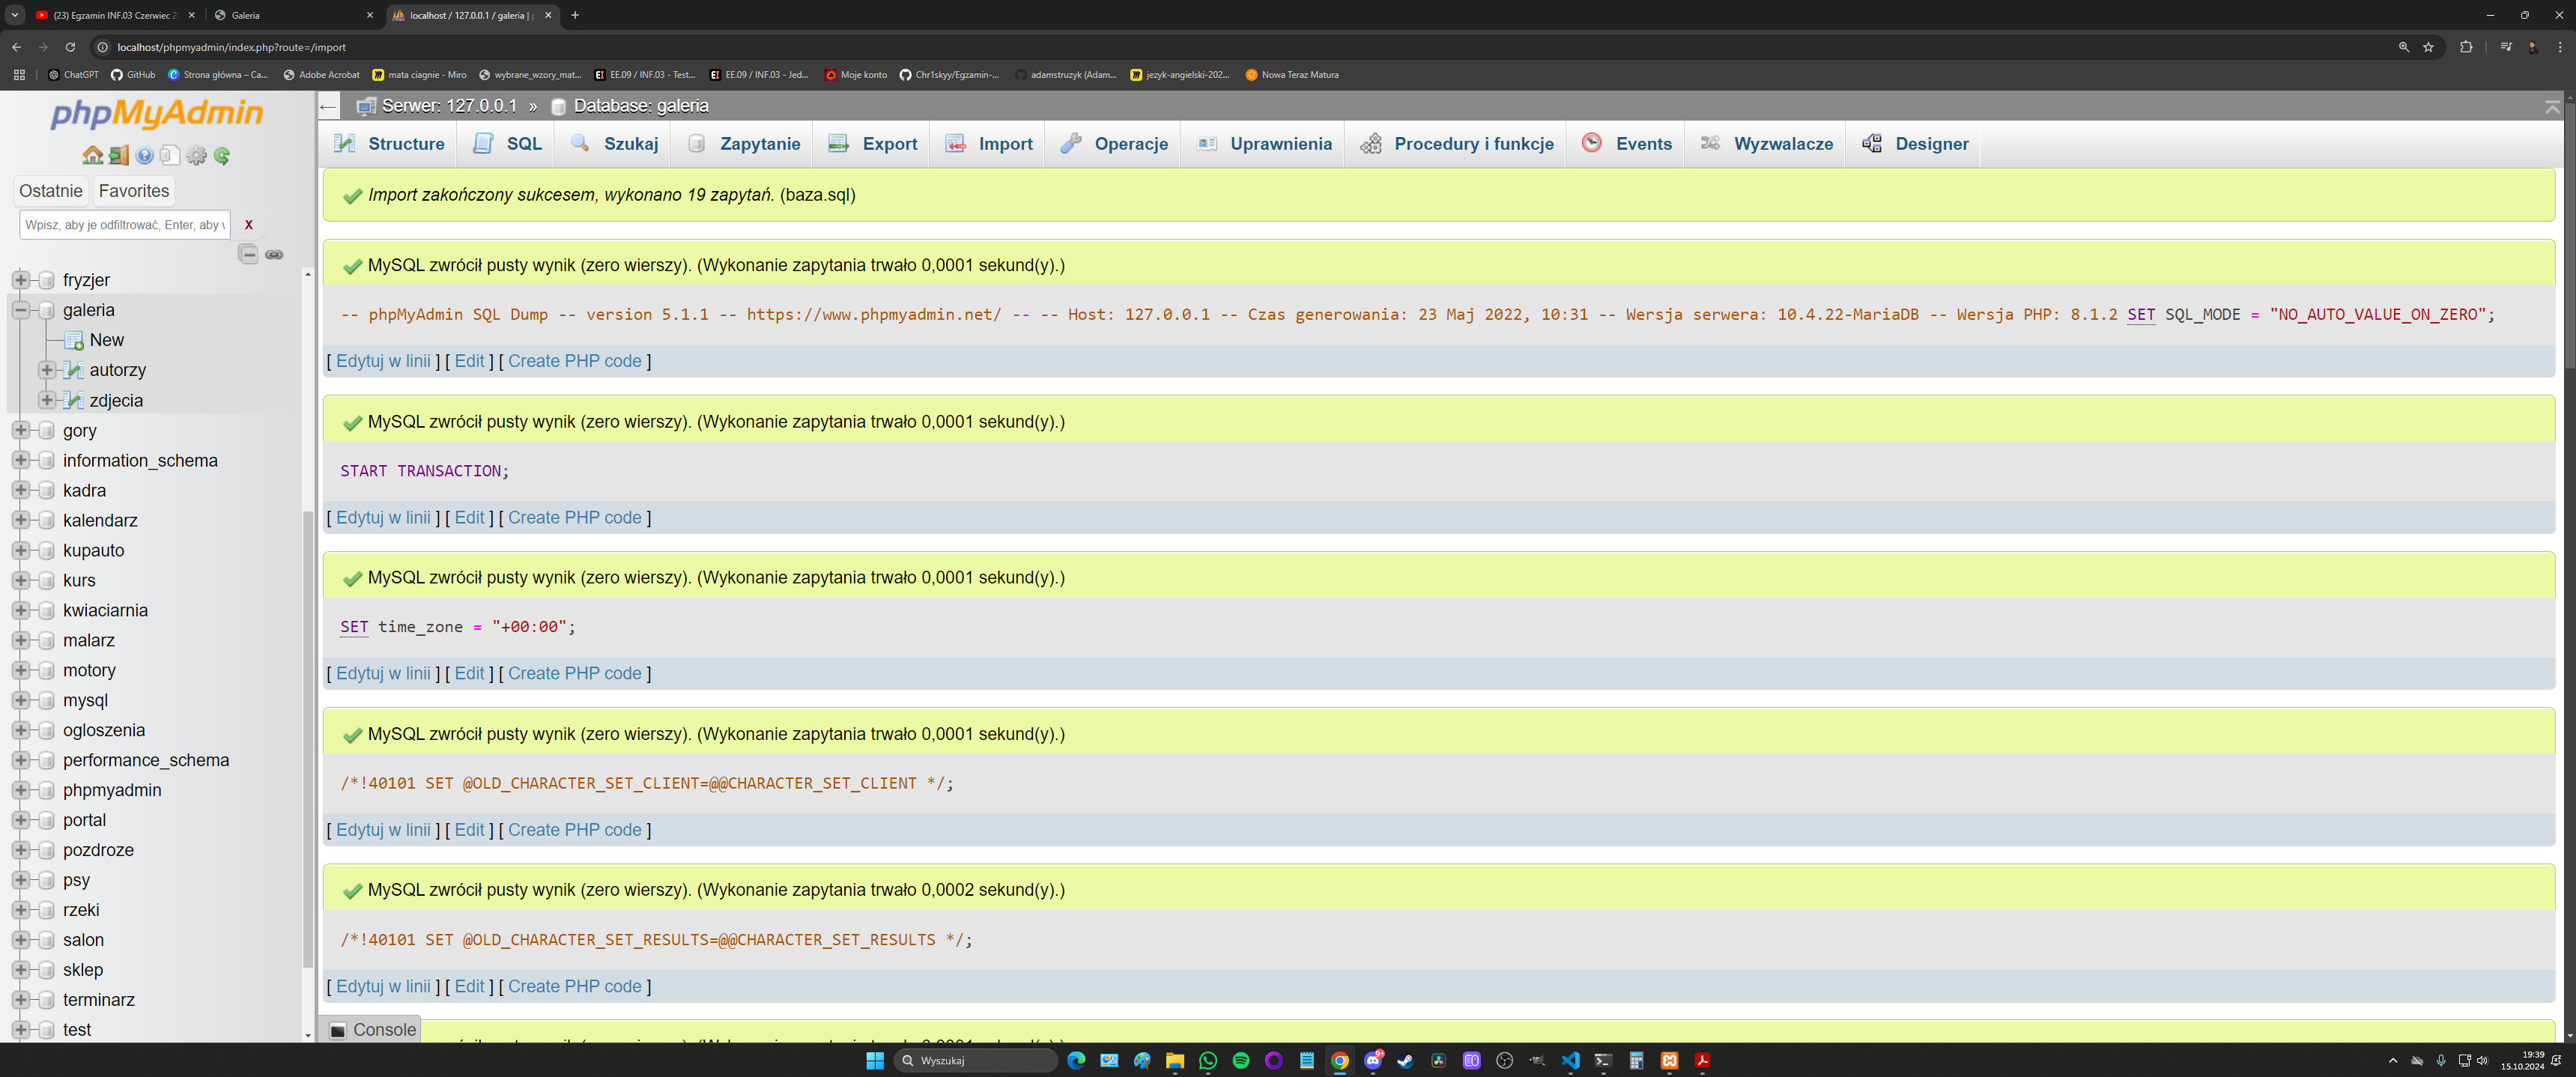 (23) Egzamin INF.03 Czerwiec 2
Galeria
localhost / 127.0.0.1 / galeria | p
localhost/phpmyadmin/index.php?route=/import
ChatGPT
GitHub
Strona główna – Ca...
Adobe Acrobat
mata ciagnie - Miro
wybrane_wzory_mat...
EE.09 / INF.03 - Test...
EE.09 / INF.03 - Jed...
Moje konto
Chr1skyy/Egzamin-...
adamstruzyk (Adam...
jezyk-angielski-202...
Nowa Teraz Matura
phpMyAdmin
Ostatnie
Favorites
Wpisz, aby je odfiltrować, Enter, aby w
X
fryzjer
galeria
New
autorzy
zdjecia
gory
information_schema
kadra
kalendarz
kupauto
kurs
kwiaciarnia
malarz
motory
mysql
ogloszenia
performance_schema
phpmyadmin
portal
pozdroze
psy
rzeki
salon
sklep
terminarz
test
Serwer: 127.0.0.1 » Database: galeria
Structure
SQL
Szukaj
Zapytanie
Export
Import
Operacje
Uprawnienia
Procedury i funkcje
Events
Wyzwalacze
Designer
Import zakończony sukcesem, wykonano 19 zapytań. (baza.sql)
MySQL zwrócił pusty wynik (zero wierszy). (Wykonanie zapytania trwało 0,0001 sekund(y).)
-- phpMyAdmin SQL Dump -- version 5.1.1 -- https://www.phpmyadmin.net/ -- -- Host: 127.0.0.1 -- Czas generowania: 23 Maj 2022, 10:31 -- Wersja serwera: 10.4.22-MariaDB -- Wersja PHP: 8.1.2 SET SQL_MODE = "NO_AUTO_VALUE_ON_ZERO";
[ Edytuj w linii ] [ Edit ] [ Create PHP code ]
MySQL zwrócił pusty wynik (zero wierszy). (Wykonanie zapytania trwało 0,0001 sekund(y).)
START TRANSACTION;
[ Edytuj w linii ] [ Edit ] [ Create PHP code ]
MySQL zwrócił pusty wynik (zero wierszy). (Wykonanie zapytania trwało 0,0001 sekund(y).)
SET time_zone = "+00:00";
[ Edytuj w linii ] [ Edit ] [ Create PHP code ]
MySQL zwrócił pusty wynik (zero wierszy). (Wykonanie zapytania trwało 0,0001 sekund(y).)
/*!40101 SET @OLD_CHARACTER_SET_CLIENT=@@CHARACTER_SET_CLIENT */;
[ Edytuj w linii ] [ Edit ] [ Create PHP code ]
MySQL zwrócił pusty wynik (zero wierszy). (Wykonanie zapytania trwało 0,0002 sekund(y).)
/*!40101 SET @OLD_CHARACTER_SET_RESULTS=@@CHARACTER_SET_RESULTS */;
[ Edytuj w linii ] [ Edit ] [ Create PHP code ]
Console
Wyszukaj
19:39
15.10.2024